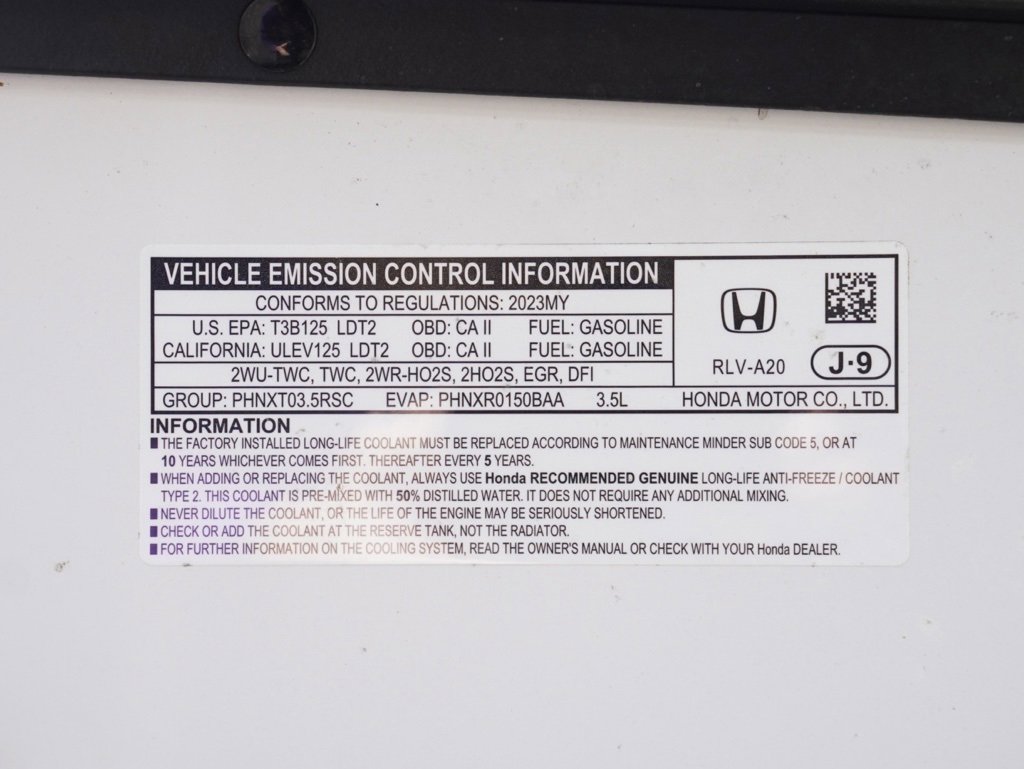 VEHICLE EMISSION CONTROL INFORMATION
CONFORMS TO REGULATIONS: 2023MY
U.S. EPA: T3B125 LDT2 OBD: CA II FUEL: GASOLINE
CALIFORNIA: ULEV125 LDT2 OBD: CA II FUEL: GASOLINE
2WU-TWC, TWC, 2WR-HO2S, 2HO2S, EGR, DFI
RLV-A20 J·9
GROUP: PHNXT03.5RSC EVAP: PHNXR0150BAA 3.5L HONDA MOTOR CO., LTD.
INFORMATION
■ THE FACTORY INSTALLED LONG-LIFE COOLANT MUST BE REPLACED ACCORDING TO MAINTENANCE MINDER SUB CODE 5, OR AT
10 YEARS WHICHEVER COMES FIRST. THEREAFTER EVERY 5 YEARS.
■ WHEN ADDING OR REPLACING THE COOLANT, ALWAYS USE Honda RECOMMENDED GENUINE LONG-LIFE ANTI-FREEZE / COOLANT
TYPE 2. THIS COOLANT IS PRE-MIXED WITH 50% DISTILLED WATER. IT DOES NOT REQUIRE ANY ADDITIONAL MIXING.
■ NEVER DILUTE THE COOLANT, OR THE LIFE OF THE ENGINE MAY BE SERIOUSLY SHORTENED.
■ CHECK OR ADD THE COOLANT AT THE RESERVE TANK, NOT THE RADIATOR.
■ FOR FURTHER INFORMATION ON THE COOLING SYSTEM, READ THE OWNER'S MANUAL OR CHECK WITH YOUR Honda DEALER.